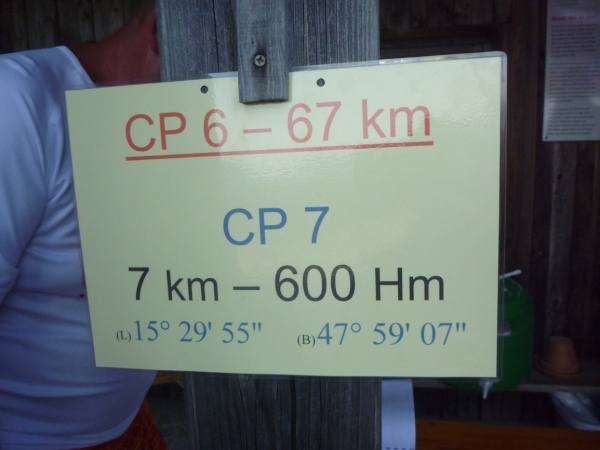 CP 6 – 67 km
CP 7
7 km – 600 Hm
(L) 15° 29' 55" (B) 47° 59' 07"